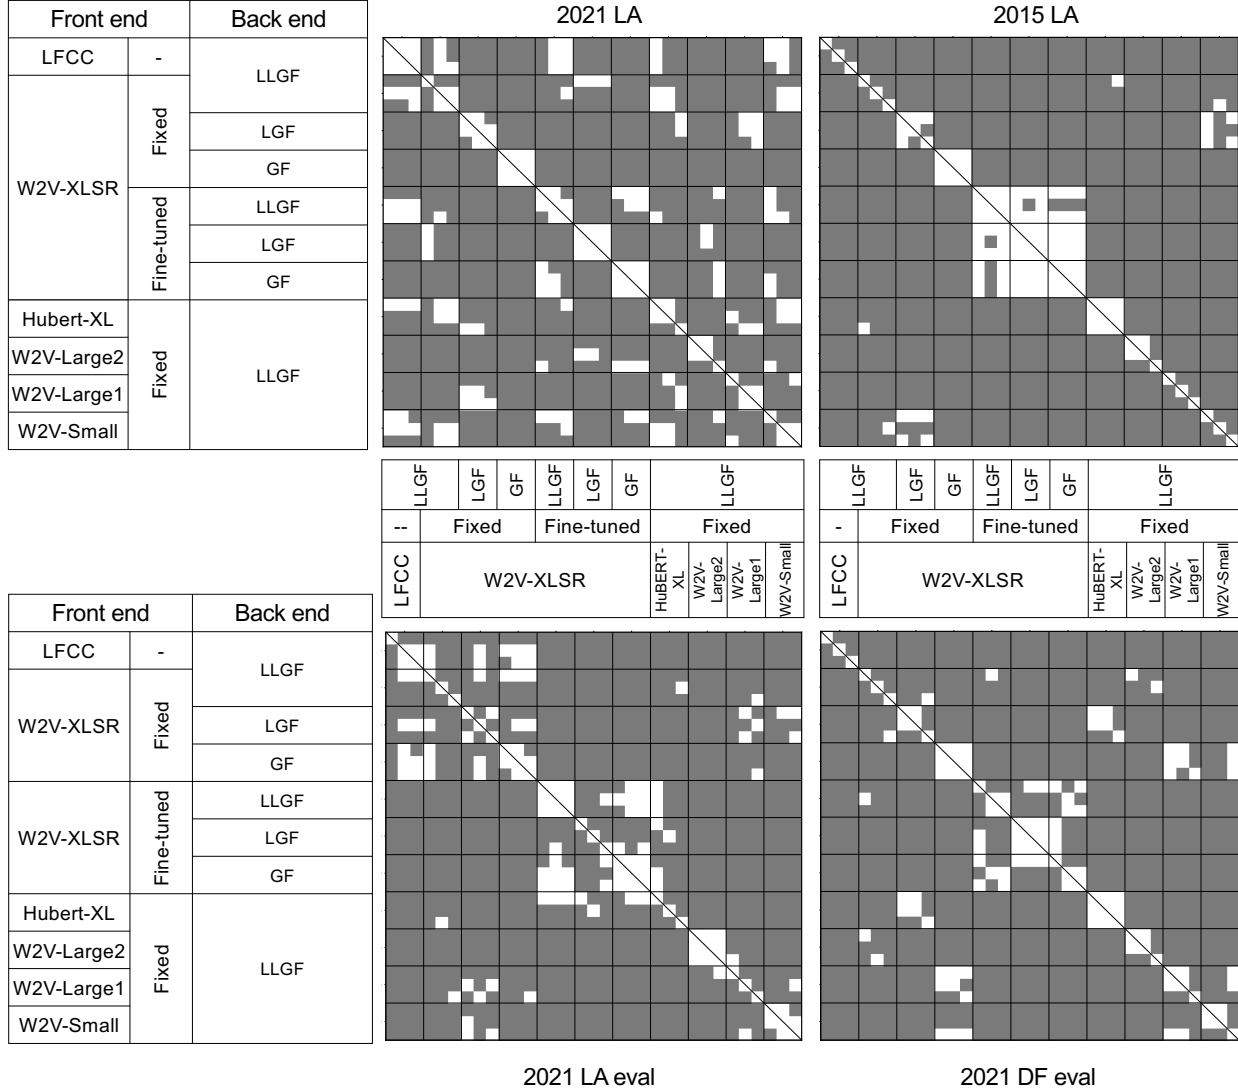 2021 LA
2015 LA
Front end
Back end
LFCC
-
LLGF
W2V-XLSR
Fixed
LGF
GF
Fine-tuned
LLGF
LGF
GF
Hubert-XL
W2V-Large2
W2V-Large1
W2V-Small
Fixed
LLGF
LLGF
LGF
GF
LLGF
LGF
GF
LLGF
--
Fixed
Fine-tuned
Fixed
LFCC
W2V-XLSR
HuBERT-
XL
W2V-
Large2
W2V-
Large1
W2V-Small
LLGF
LGF
GF
LLGF
LGF
GF
LLGF
-
Fixed
Fine-tuned
Fixed
LFCC
W2V-XLSR
HuBERT-
XL
W2V-
Large2
W2V-
Large1
W2V-Small
Front end
Back end
LFCC
-
LLGF
W2V-XLSR
Fixed
LGF
GF
W2V-XLSR
Fine-tuned
LLGF
LGF
GF
Hubert-XL
W2V-Large2
W2V-Large1
W2V-Small
Fixed
LLGF
2021 LA eval
2021 DF eval